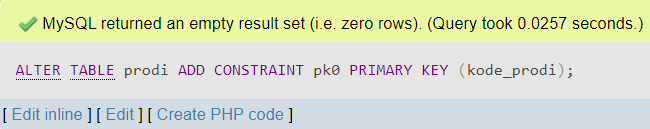 MySQL returned an empty result set (i.e. zero rows). (Query took 0.0257 seconds.)
ALTER TABLE prodi ADD CONSTRAINT pk0 PRIMARY KEY (kode_prodi);
[ Edit inline ] [ Edit ] [ Create PHP code ]